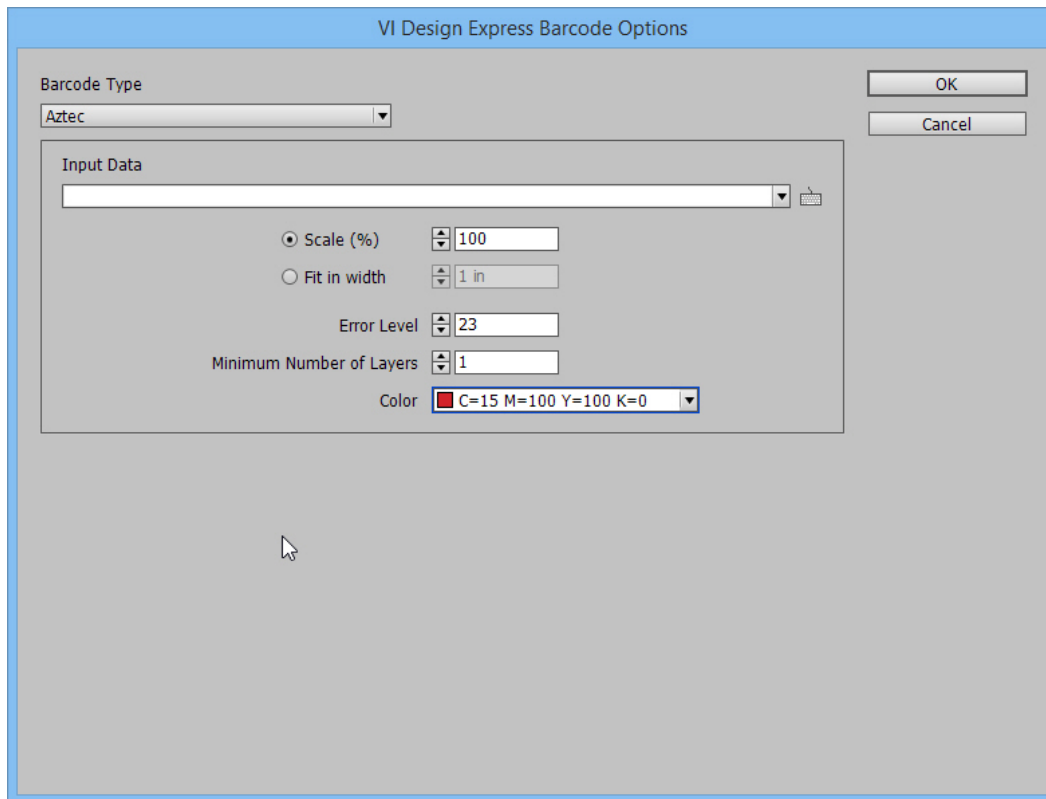 VI Design Express Barcode Options
Barcode Type
Aztec
OK
Cancel
Input Data
Scale (%) 100
Fit in width 1 in
Error Level 23
Minimum Number of Layers 1
Color C=15 M=100 Y=100 K=0